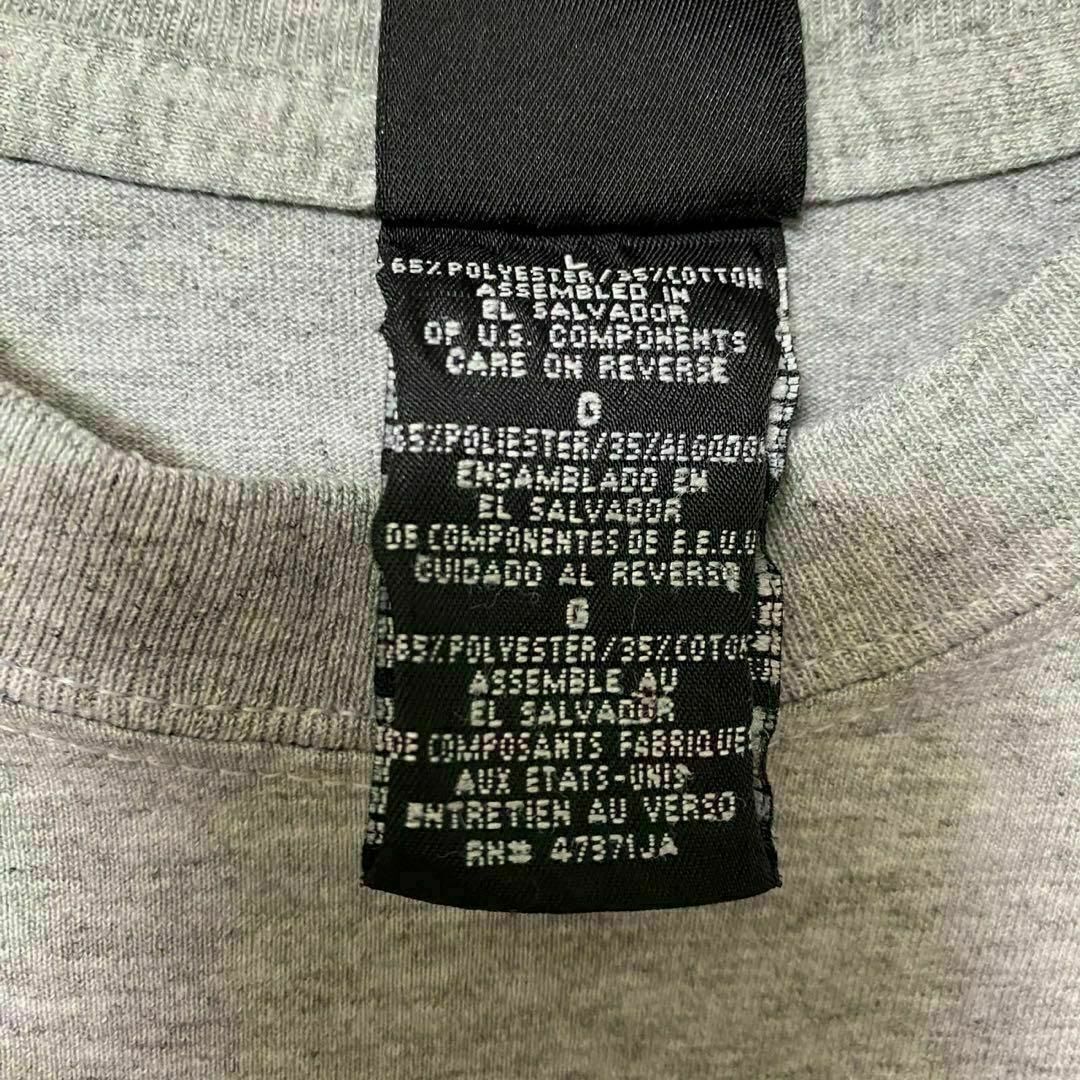 L
65% POLYESTER/35% COTTON
ASSEMBLED IN
EL SALVADOR
OF U.S. COMPONENTS
CARE ON REVERSE
G
65% POLIESTER/35% ALGODON
ENSAMBLADO EN
EL SALVADOR
DE COMPONENTES DE E.E.U.U
CUIDADO AL REVERSO
G
65% POLYESTER/35% COTON
ASSEMBLE AU
EL SALVADOR
DE COMPOSANTS FABRIQUE
AUX ETATS-UNIS
ENTRETIEN AU VERSO
RN# 47371JA